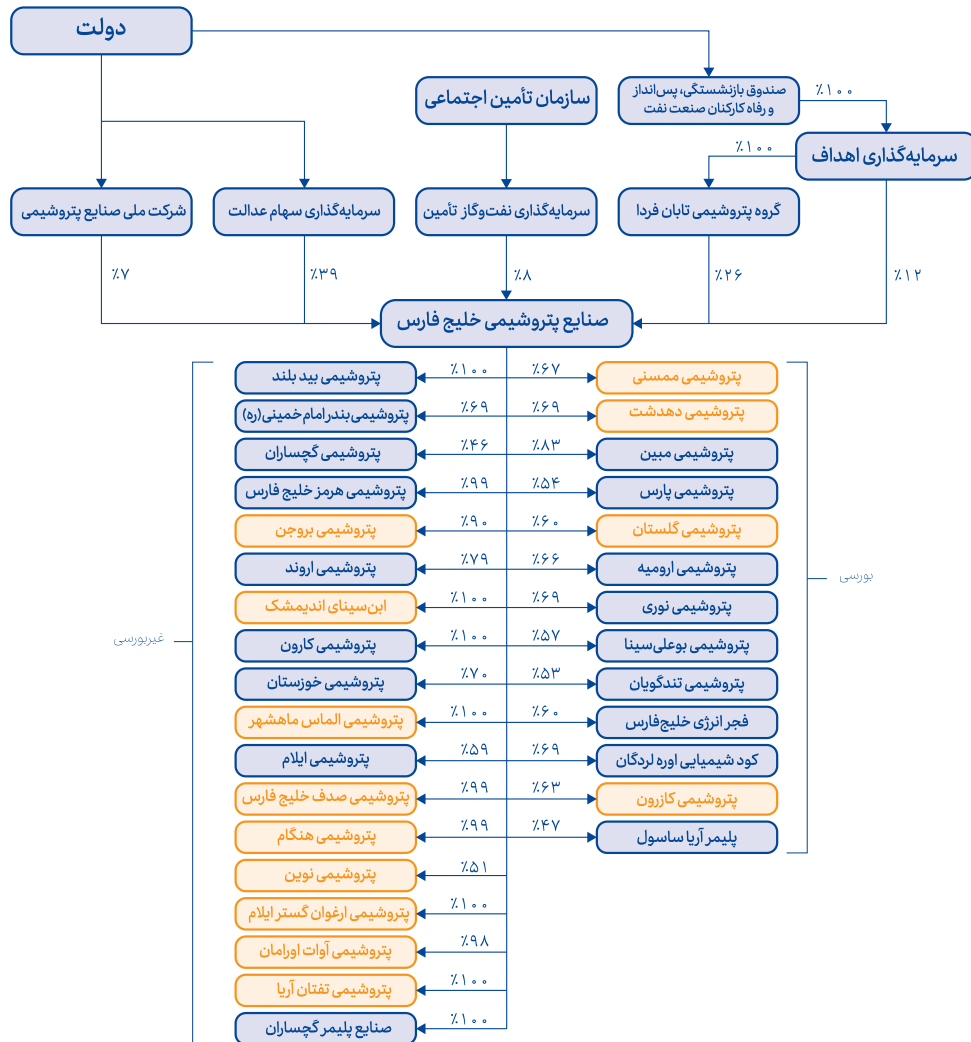 دولت
صندوق بازنشستگی، پس‌انداز
و رفاه کارکنان صنعت نفت
٪۱۰۰
سازمان تأمین اجتماعی
سرمایه‌گذاری اهداف
٪۱۰۰
گروه پتروشیمی تابان فردا
سرمایه‌گذاری نفت‌وگاز تأمین
سرمایه‌گذاری سهام عدالت
شرکت ملی صنایع پتروشیمی
٪۱۲
٪۲۶
٪۸
٪۳۹
٪۷
صنایع پتروشیمی خلیج فارس
بورسی
پتروشیمی ممسنی ٪۶۷
پتروشیمی دهدشت ٪۶۹
پتروشیمی مبین ٪۸۳
پتروشیمی پارس ٪۵۴
پتروشیمی گلستان ٪۶۰
پتروشیمی ارومیه ٪۶۶
پتروشیمی نوری ٪۶۹
پتروشیمی بوعلی‌سینا ٪۵۷
پتروشیمی تندگویان ٪۵۳
فجر انرژی خلیج‌فارس ٪۶۰
کود شیمیایی اوره لردگان ٪۶۹
پتروشیمی کازرون ٪۶۳
پلیمر آریا ساسول ٪۴۷
غیربورسی
٪۱۰۰ پتروشیمی بید بلند
٪۶۹ پتروشیمی بندر امام خمینی(ره)
٪۴۶ پتروشیمی گچساران
٪۹۹ پتروشیمی هرمز خلیج فارس
٪۹۰ پتروشیمی بروجن
٪۷۹ پتروشیمی اروند
٪۱۰۰ ابن‌سینای اندیمشک
٪۱۰۰ پتروشیمی کارون
٪۷۰ پتروشیمی خوزستان
٪۱۰۰ پتروشیمی الماس ماهشهر
٪۵۹ پتروشیمی ایلام
٪۹۹ پتروشیمی صدف خلیج فارس
٪۹۹ پتروشیمی هنگام
٪۵۱ پتروشیمی نوین
٪۱۰۰ پتروشیمی ارغوان گستر ایلام
٪۹۸ پتروشیمی آوات اورامان
٪۱۰۰ پتروشیمی تفتان آریا
٪۱۰۰ صنایع پلیمر گچساران